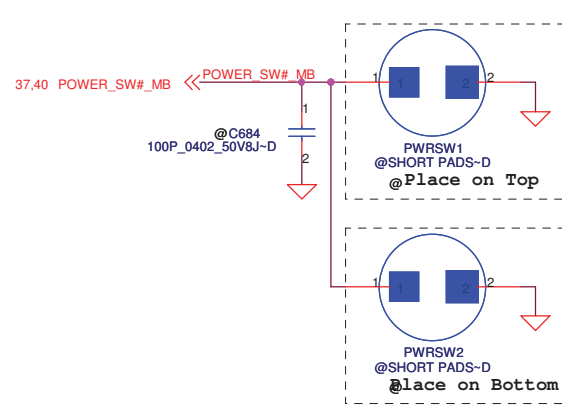 37,40 POWER_SW#_MB
POWER_SW#_MB
1
2
@C684
100P_0402_50V8J~D
1
1
2
2
PWRSW1
@SHORT PADS~D
@Place on Top
1
1
2
2
PWRSW2
@SHORT PADS~D
@Place on Bottom